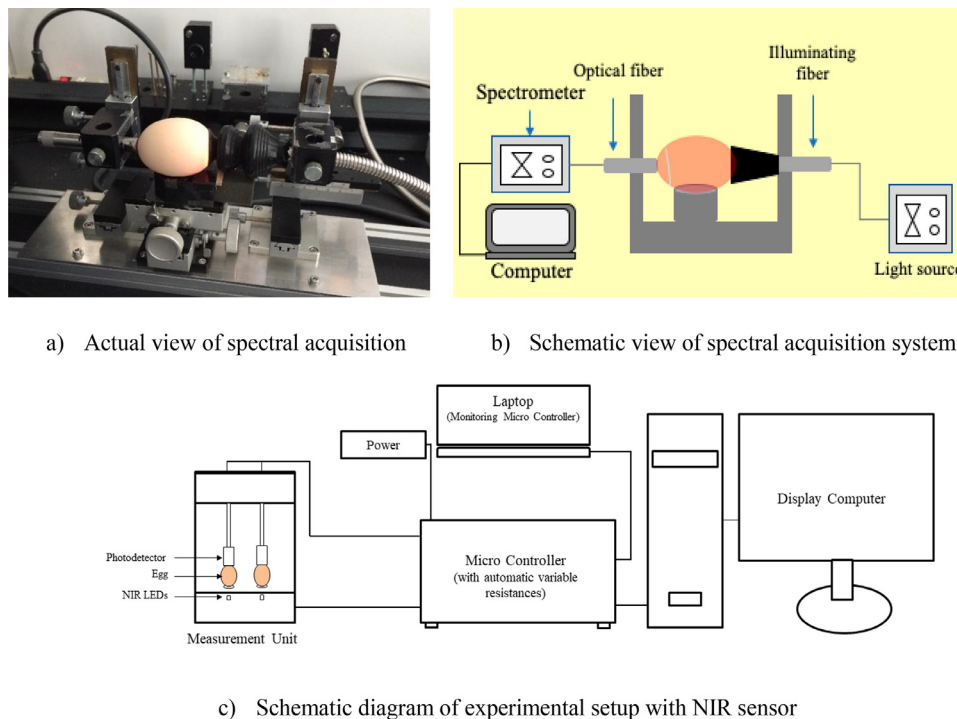 Optical fiber
Illuminating
fiber
Spectrometer
Computer
Light source
a) Actual view of spectral acquisition
b) Schematic view of spectral acquisition system
Laptop
(Monitoring Micro Controller)
Power
Display Computer
Photodetector
Egg
NIR LEDs
Micro Controller
(with automatic variable
resistances)
Measurement Unit
c) Schematic diagram of experimental setup with NIR sensor